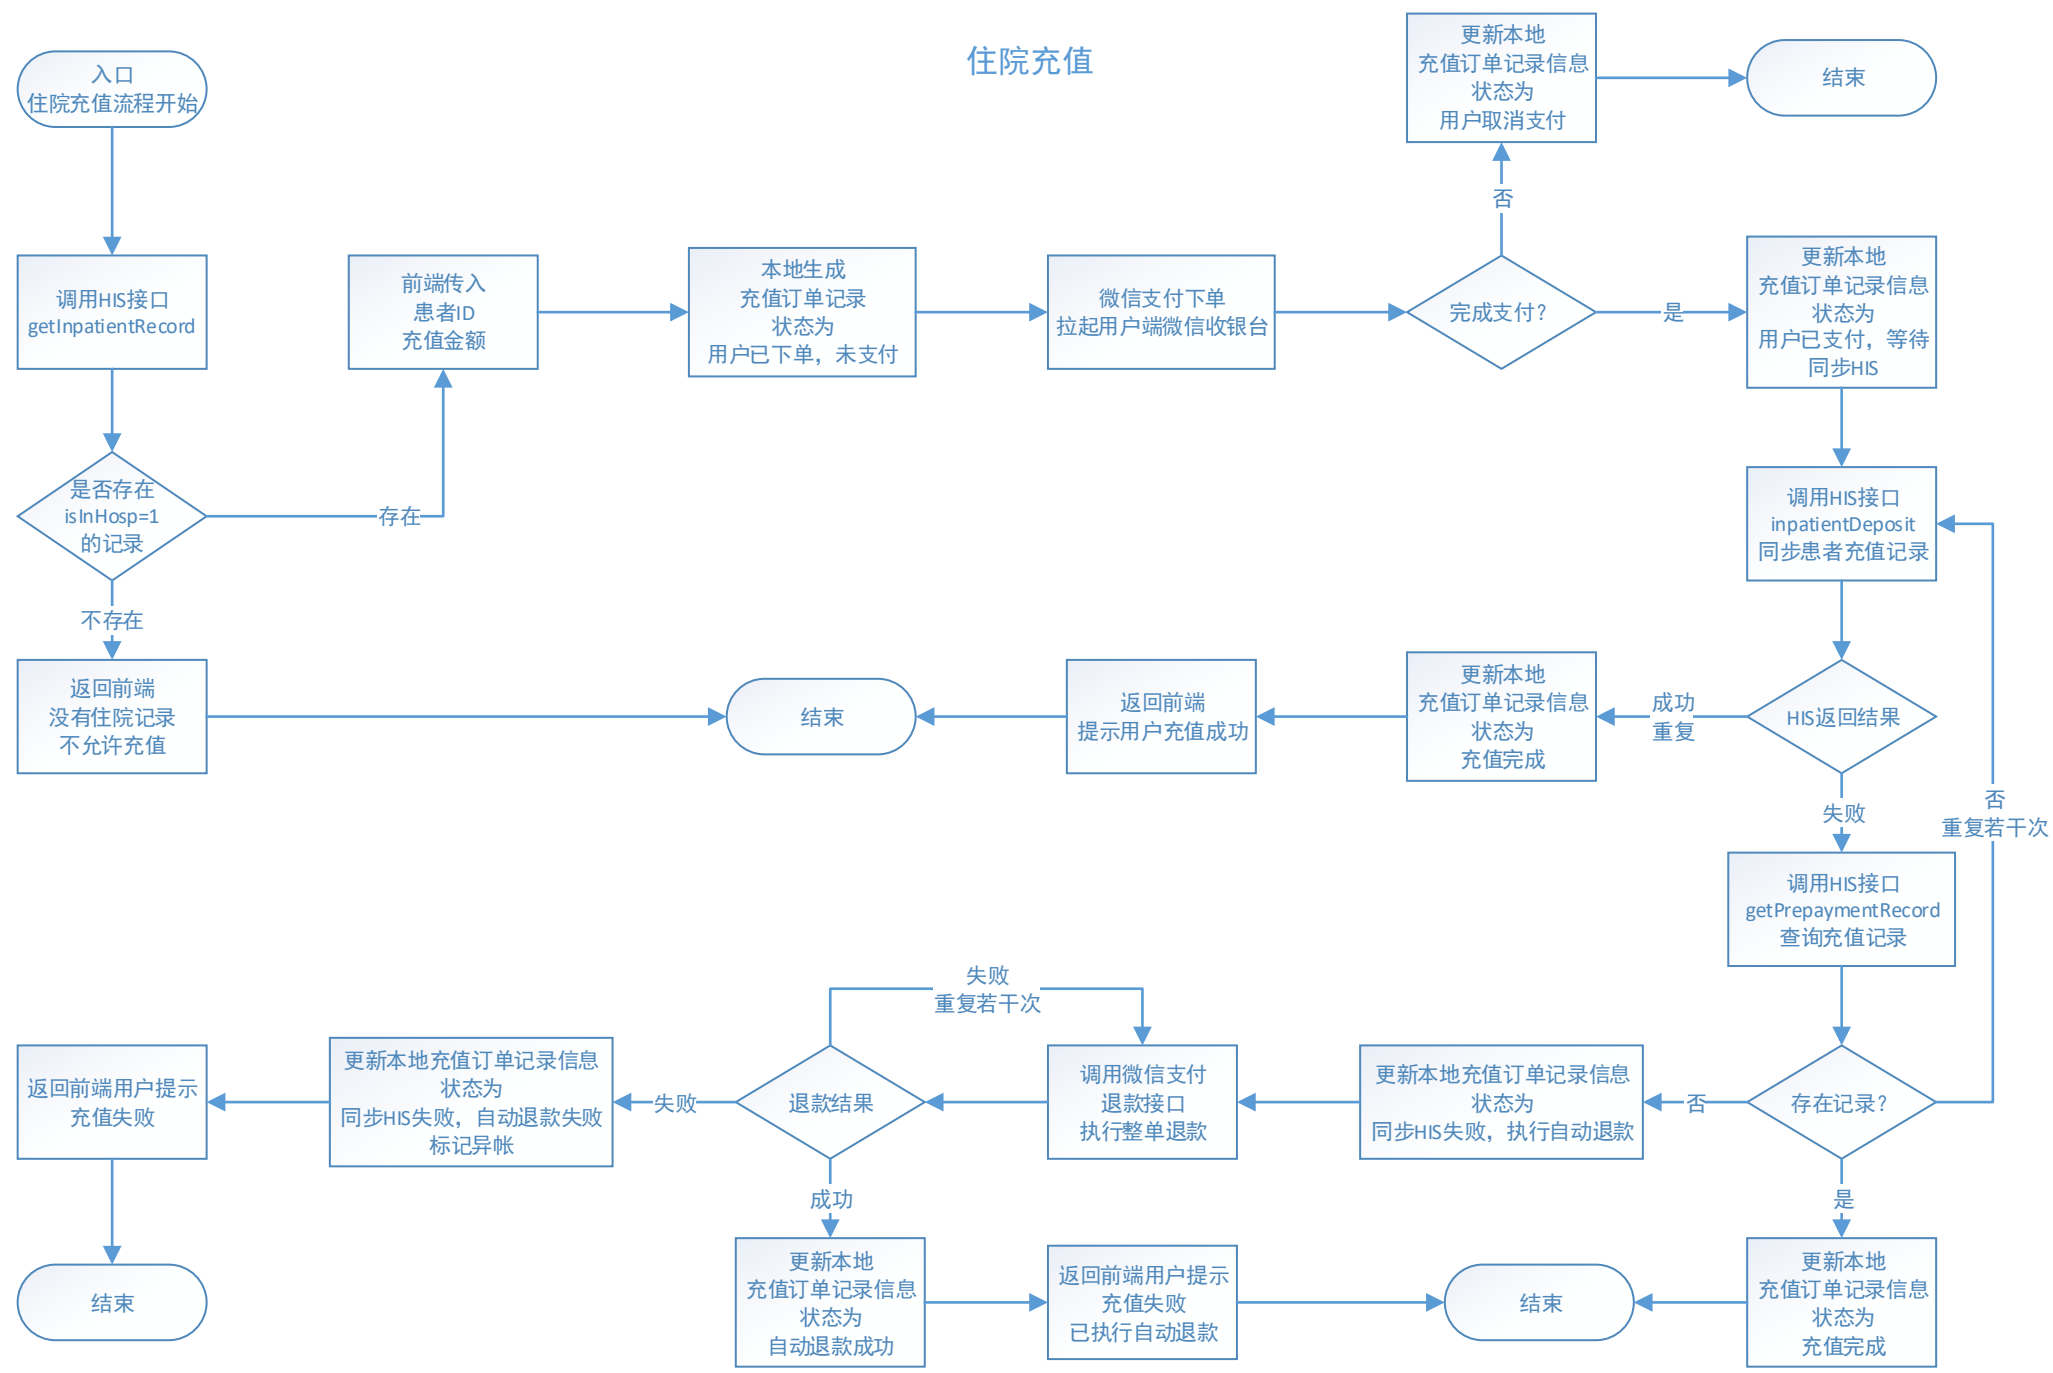 住院充值
入口
住院充值流程开始
调用HIS接口
getInpatientRecord
是否存在
isInHosp=1
的记录
存在
不存在
返回前端
没有住院记录
不允许充值
前端传入
患者ID
充值金额
本地生成
充值订单记录
状态为
用户已下单，未支付
微信支付下单
拉起用户端微信收银台
完成支付？
否
更新本地
充值订单记录信息
状态为
用户取消支付
结束
是
更新本地
充值订单记录信息
状态为
用户已支付，等待
同步HIS
调用HIS接口
inpatientDeposit
同步患者充值记录
HIS返回结果
成功
重复
更新本地
充值订单记录信息
状态为
充值完成
返回前端
提示用户充值成功
结束
失败
调用HIS接口
getPrepaymentRecord
查询充值记录
存在记录？
否
重复若干次
否
更新本地充值订单记录信息
状态为
同步HIS失败，执行自动退款
调用微信支付
退款接口
执行整单退款
退款结果
失败
重复若干次
失败
更新本地充值订单记录信息
状态为
同步HIS失败，自动退款失败
标记异帐
返回前端用户提示
充值失败
结束
成功
更新本地
充值订单记录信息
状态为
自动退款成功
返回前端用户提示
充值失败
已执行自动退款
结束
是
更新本地
充值订单记录信息
状态为
充值完成